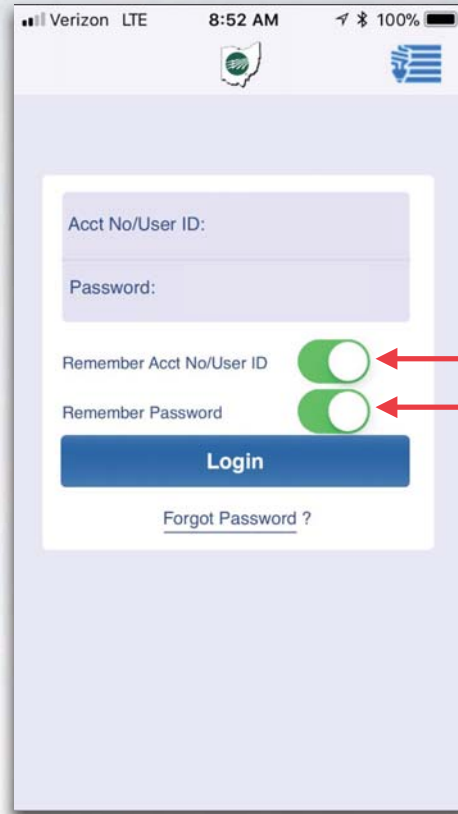 Verizon LTE 8:52 AM 100%
Acct No/User ID:
Password:
Remember Acct No/User ID
Remember Password
Login
Forgot Password ?